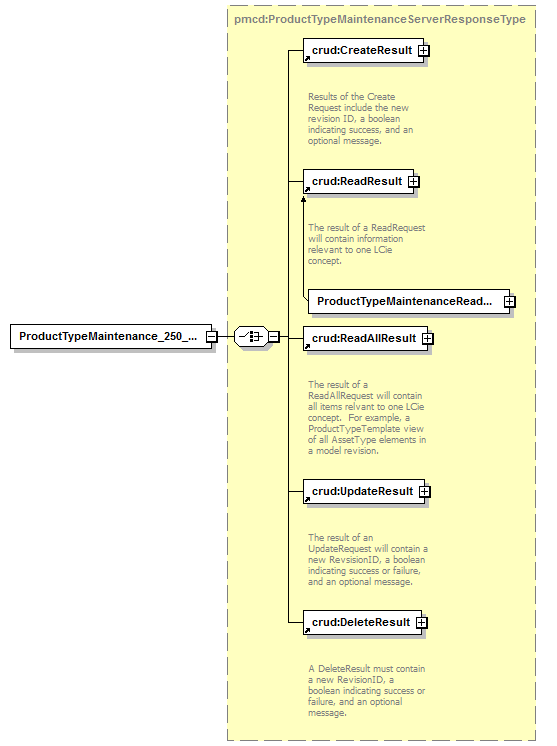 pmcd:ProductTypeMaintenanceServerResponseType
crud:CreateResult
Results of the Create
Request include the new
revision ID, a boolean
indicating success, and an
optional message.
crud:ReadResult
The result of a ReadRequest
will contain information
relevant to one LCie
concept.
ProductTypeMaintenanceRead...
ProductTypeMaintenance_250_...
crud:ReadAllResult
The result of a
ReadAllRequest will contain
all items relvant to one LCie
concept.  For example, a
ProductTypeTemplate view
of all AssetType elements in
a model revision.
crud:UpdateResult
The result of an
UpdateRequest will contain a
new RevsisionID, a boolean
indicating success or failure,
and an optional message.
crud:DeleteResult
A DeleteResult must contain
a new RevisionID, a
boolean indicating success or
failure, and an optional
message.